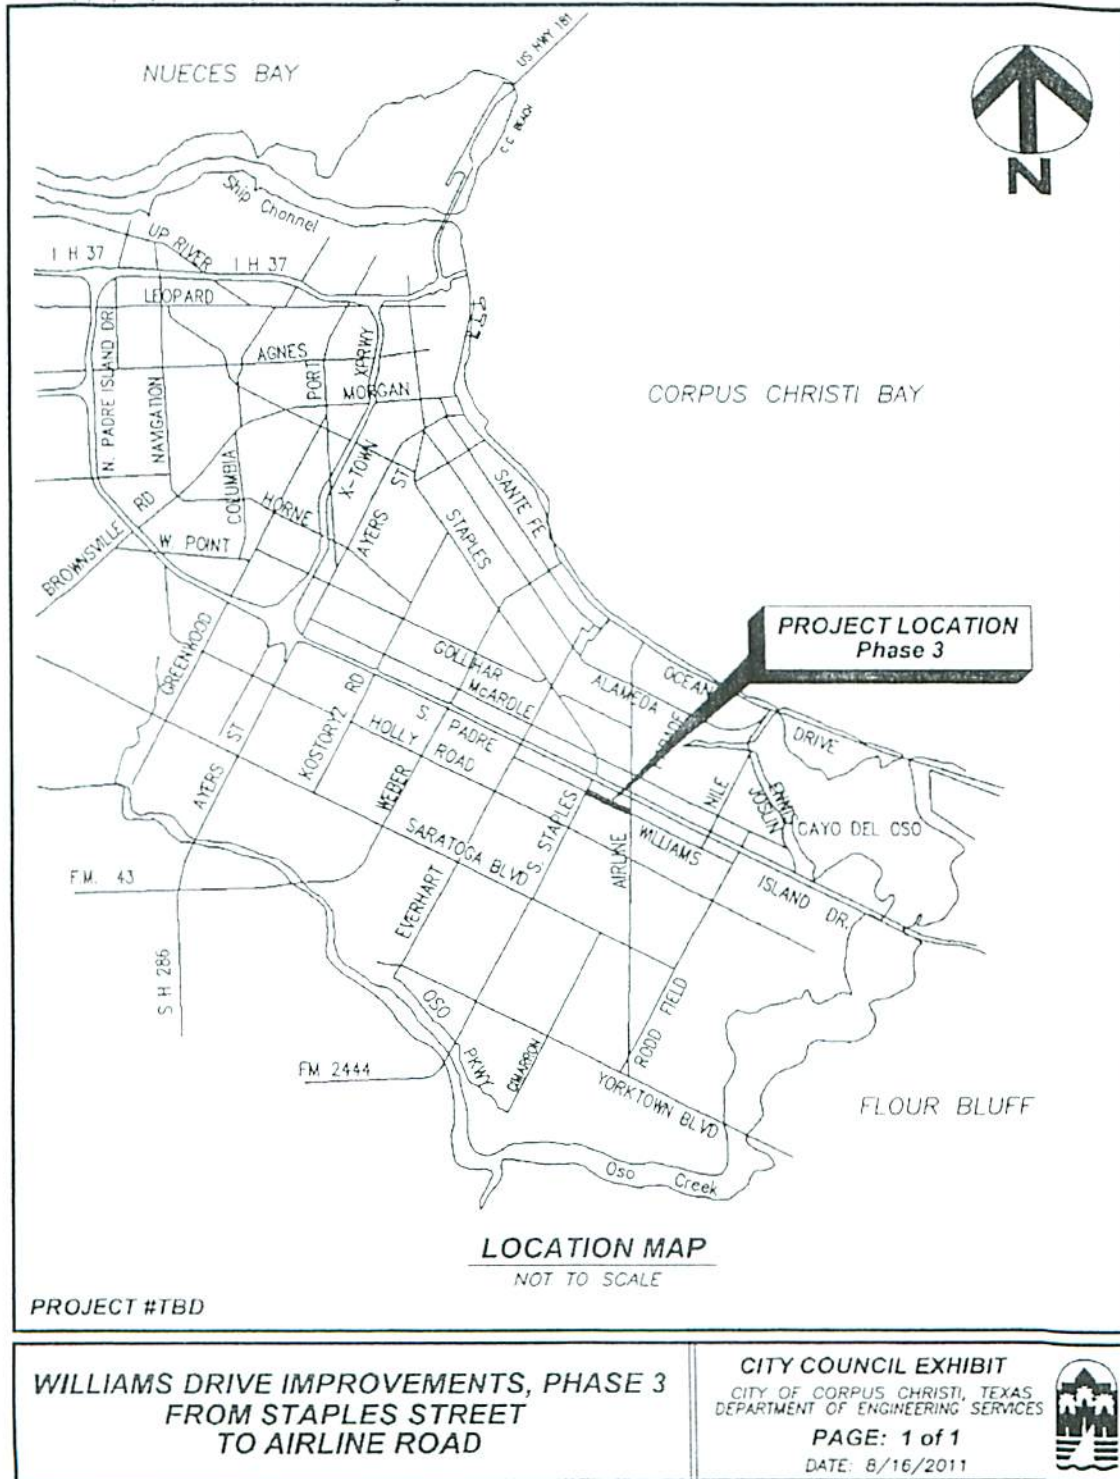 US HWY 181
NUECES BAY
C.C. BEACH
N
Ship Channel
UP RIVER
I H 37
I H 37
LEOPARD
N. PADRE ISLAND DR.
NAVIGATION
AGNES
PORT
XPRWY
MORGAN
CORPUS CHRISTI BAY
COLUMBIA
X-TOWN
SANTE FE
BROWNSVILLE RD
HORNE
AYERS ST
STAPLES
W. POINT
PROJECT LOCATION
Phase 3
GREENWOOD
GOLLIHAR
McARDLE
ALAMEDA
OCEAN
DRIVE
KOSTORYZ RD
S. PADRE
HOLLY ROAD
AYERS ST
WEBER
NILE
ENNIS
JOSLIN
CAYO DEL OSO
S. STAPLES
AIRLINE
WILLIAMS
SARATOGA BLVD
ISLAND DR.
F.M. 43
EVERHART
S H 286
OSO
PKWY
CIMARRON
RODD FIELD
FM 2444
YORKTOWN BLVD
FLOUR BLUFF
Oso Creek
LOCATION MAP
NOT TO SCALE
PROJECT #TBD
WILLIAMS DRIVE IMPROVEMENTS, PHASE 3
FROM STAPLES STREET
TO AIRLINE ROAD
CITY COUNCIL EXHIBIT
CITY OF CORPUS CHRISTI, TEXAS
DEPARTMENT OF ENGINEERING SERVICES
PAGE: 1 of 1
DATE: 8/16/2011